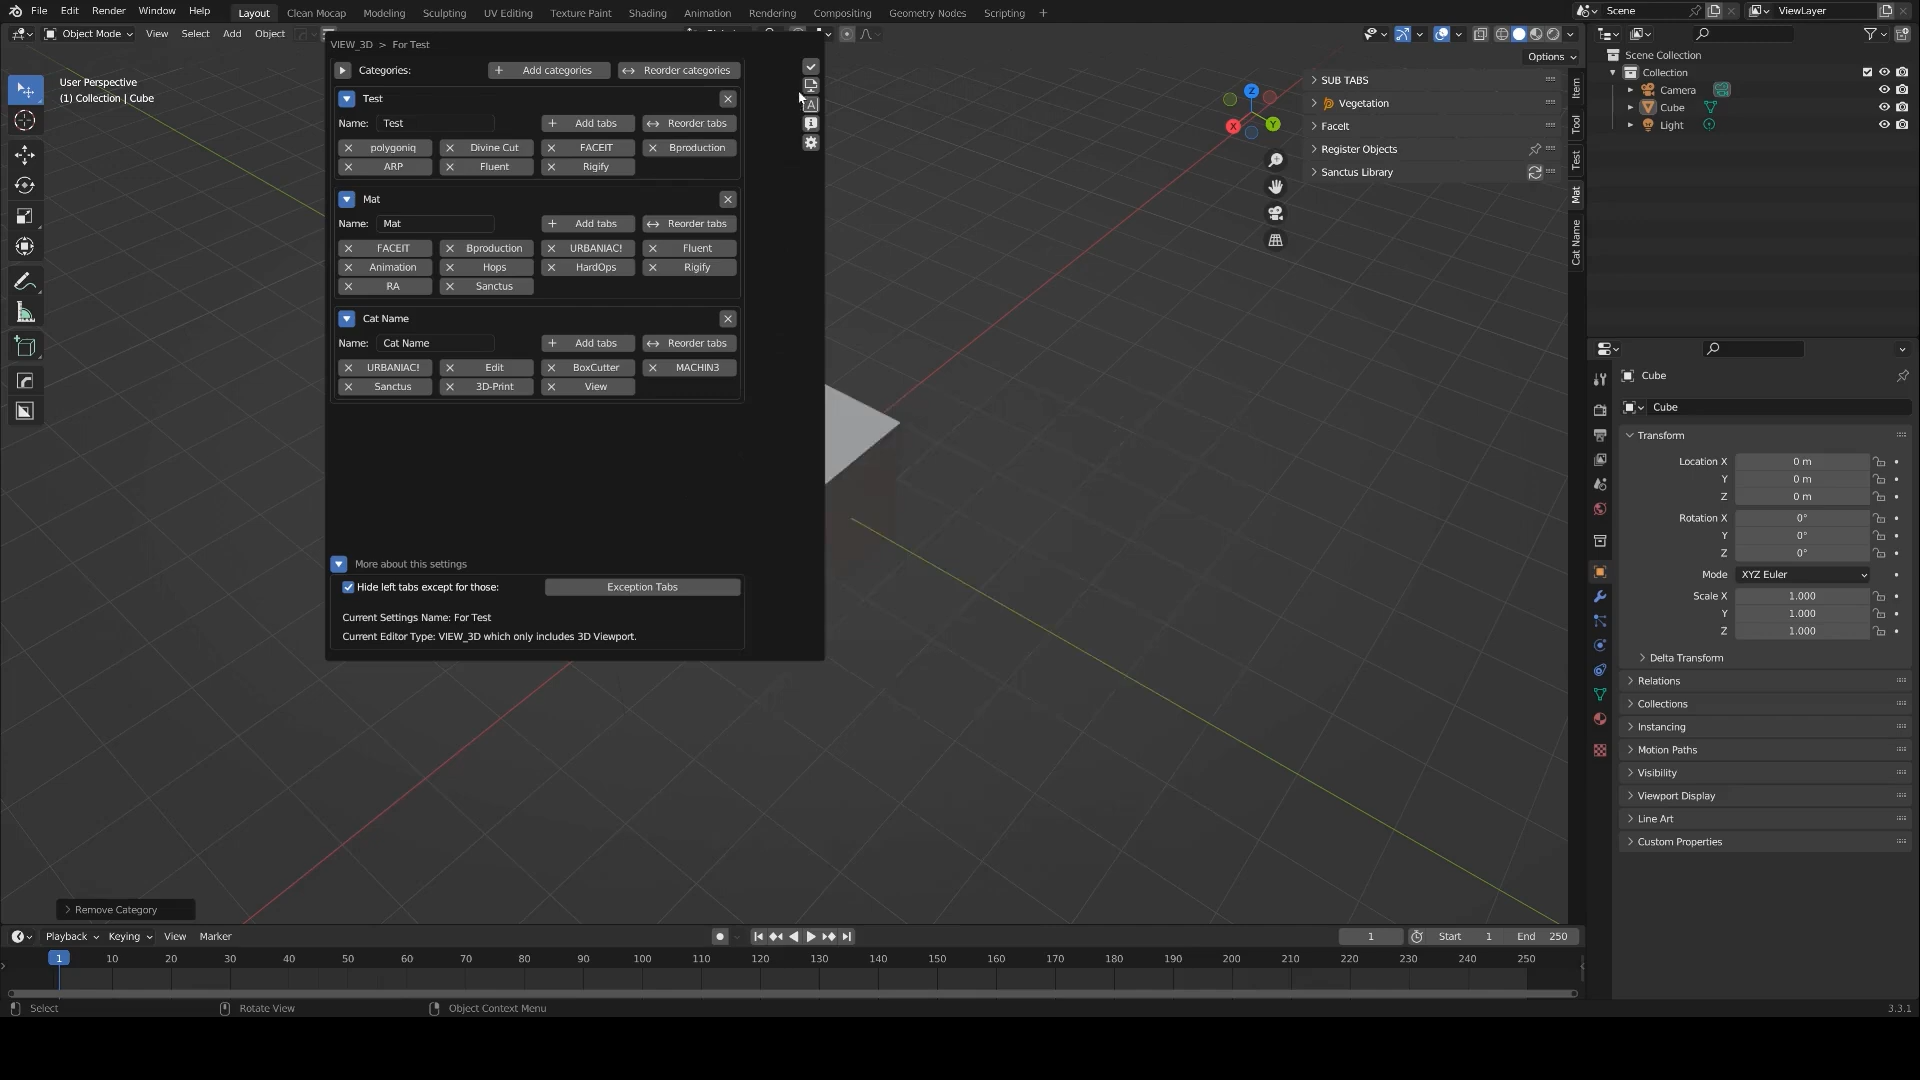 File Edit Render Window Help Layout Clean Mocap Modeling Sculpting UV Editing Texture Paint Shading Animation Rendering Compositing Geometry Nodes Scripting + Scene ViewLayer
Object Mode View Select Add Object
Options
User Perspective
(1) Collection | Cube
VIEW_3D > For Test
Categories: Add categories Reorder categories
Test
Name: Test Add tabs Reorder tabs
polygoniq Divine Cut FACEIT Bproduction
ARP Fluent Rigify
Mat
Name: Mat Add tabs Reorder tabs
FACEIT Bproduction URBANIAC! Fluent
Animation Hops HardOps Rigify
RA Sanctus
Cat Name
Name: Cat Name Add tabs Reorder tabs
URBANIAC! Edit BoxCutter MACHIN3
Sanctus 3D-Print View
More about this settings
Hide left tabs except for those: Exception Tabs
Current Settings Name: For Test
Current Editor Type: VIEW_3D which only includes 3D Viewport.
Z
X
Y
SUB TABS
Vegetation
FaceIt
Register Objects
Sanctus Library
Item
Tool
Test
Mat
Cat Name
Scene Collection
Collection
Camera
Cube
Light
Cube
Cube
Transform
Location X 0 m
Y 0 m
Z 0 m
Rotation X 0°
Y 0°
Z 0°
Mode XYZ Euler
Scale X 1.000
Y 1.000
Z 1.000
Delta Transform
Relations
Collections
Instancing
Motion Paths
Visibility
Viewport Display
Line Art
Custom Properties
Remove Category
Playback Keying View Marker 1 Start 1 End 250
1 10 20 30 40 50 60 70 80 90 100 110 120 130 140 150 160 170 180 190 200 210 220 230 240 250
Select Rotate View Object Context Menu 3.3.1